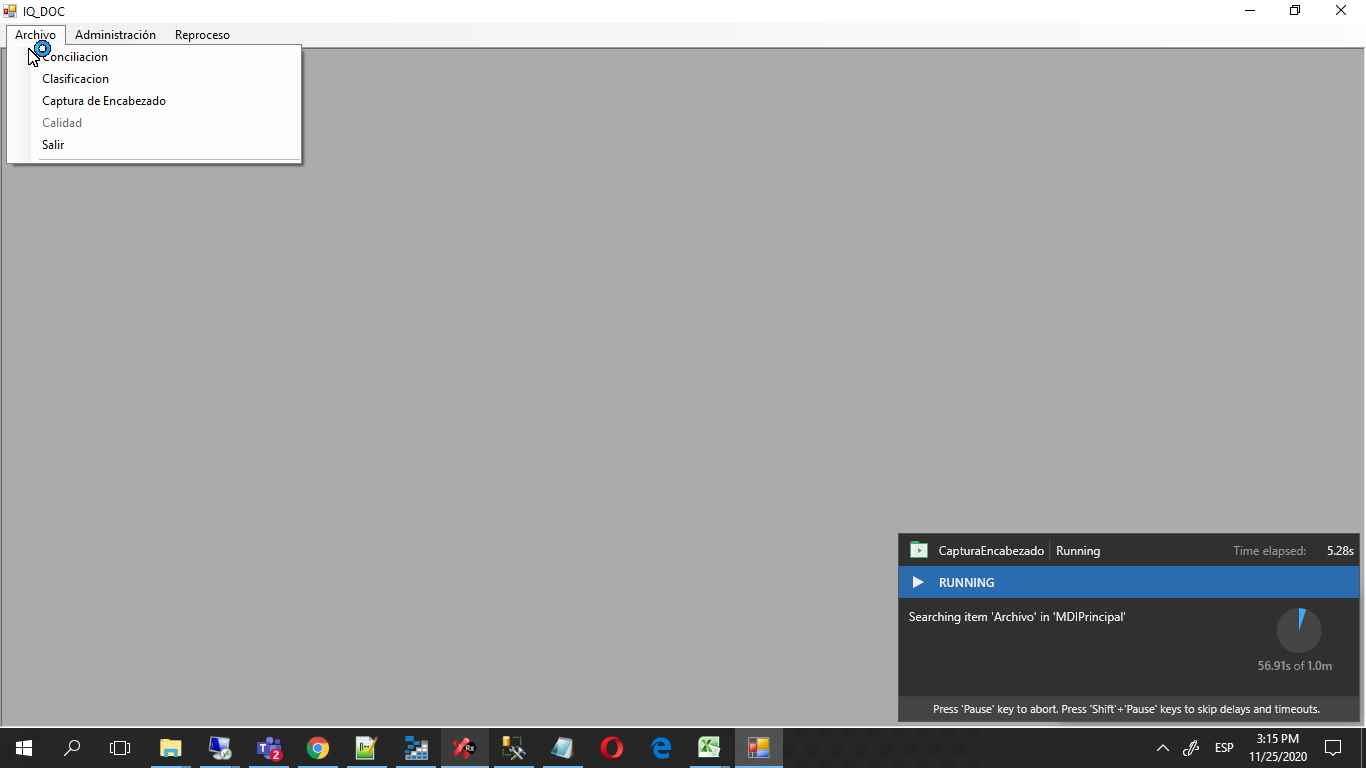 IQ_DOC
Archivo Administración Reproceso
Conciliacion
Clasificacion
Captura de Encabezado
Calidad
Salir
CapturaEncabezado Running Time elapsed: 5.28s
RUNNING
Searching item 'Archivo' in 'MDIPrincipal'
56.91s of 1.0m
Press 'Pause' key to abort. Press 'Shift'+'Pause' keys to skip delays and timeouts.
2
Rx
ESP
3:15 PM
11/25/2020